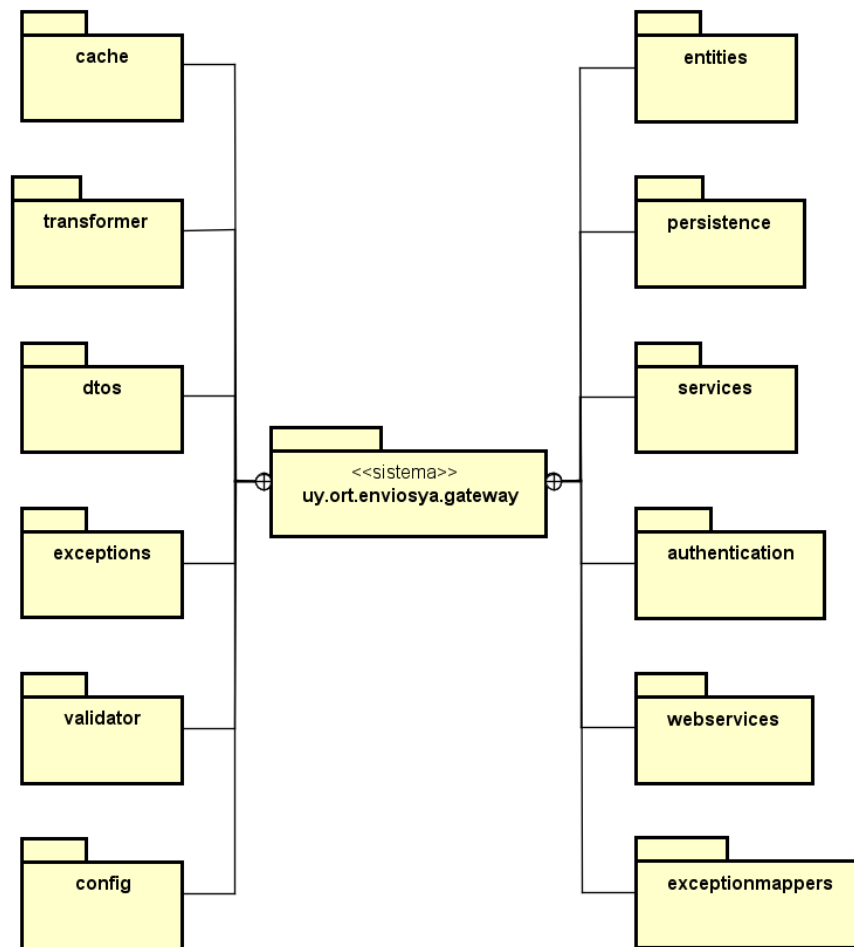 cache
entities
transformer
persistence
dtos
services
<<sistema>>
uy.ort.enviosya.gateway
exceptions
authentication
validator
webservices
config
exceptionmappers